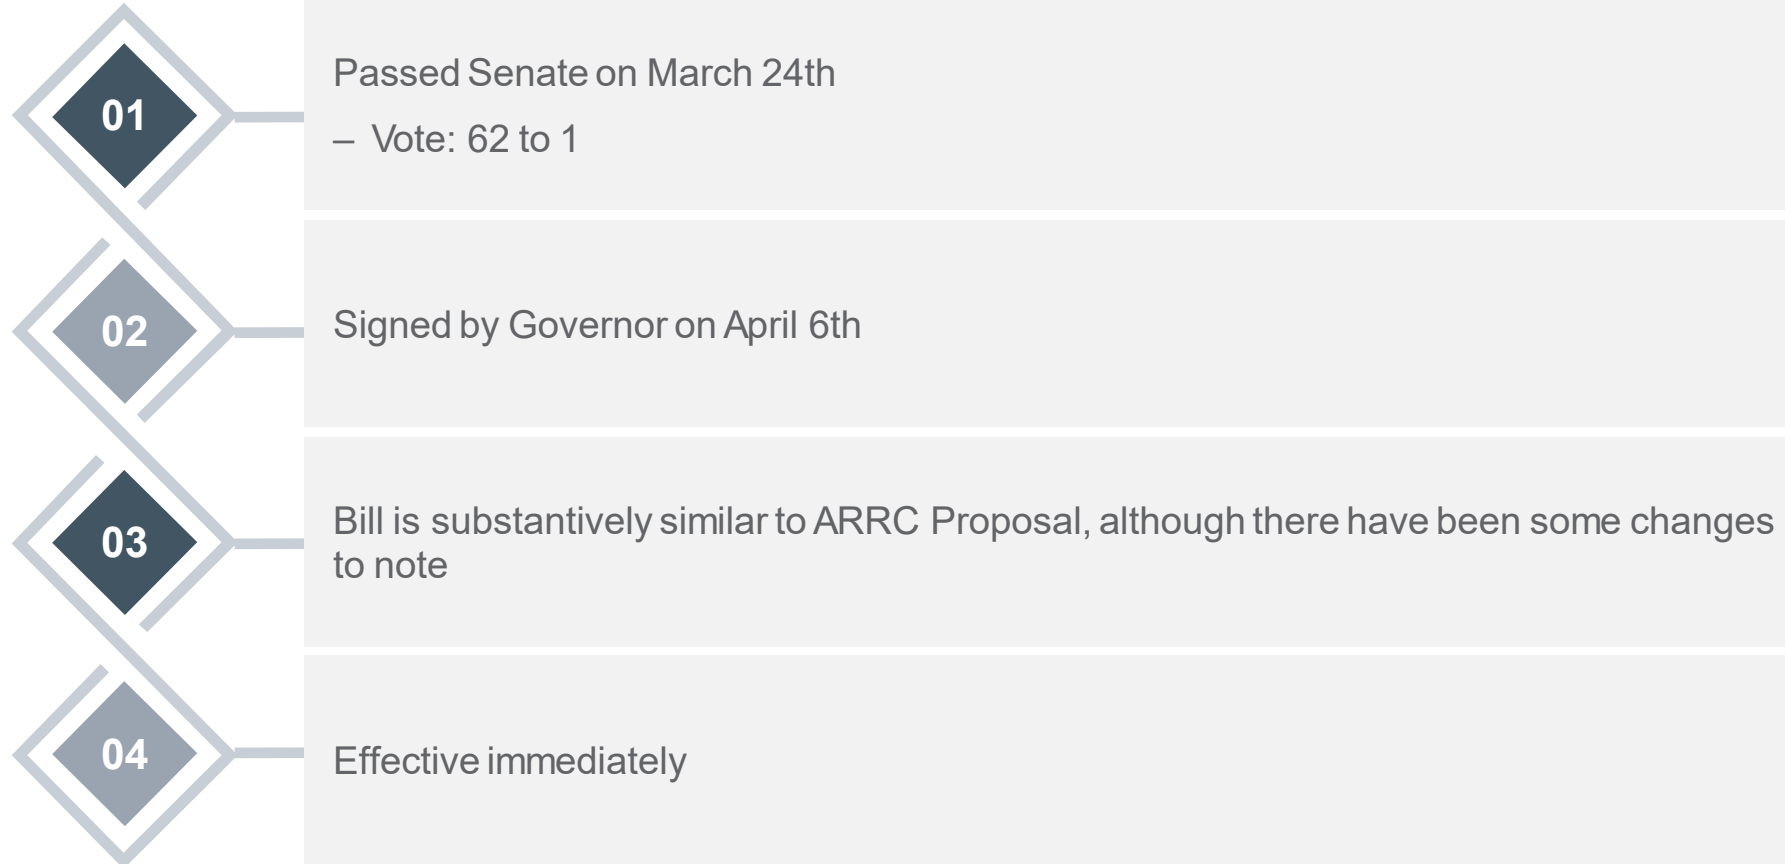 01
Passed Senate on March 24th
– Vote: 62 to 1
02
Signed by Governor on April 6th
03
Bill is substantively similar to ARRC Proposal, although there have been some changes
to note
04
Effective immediately